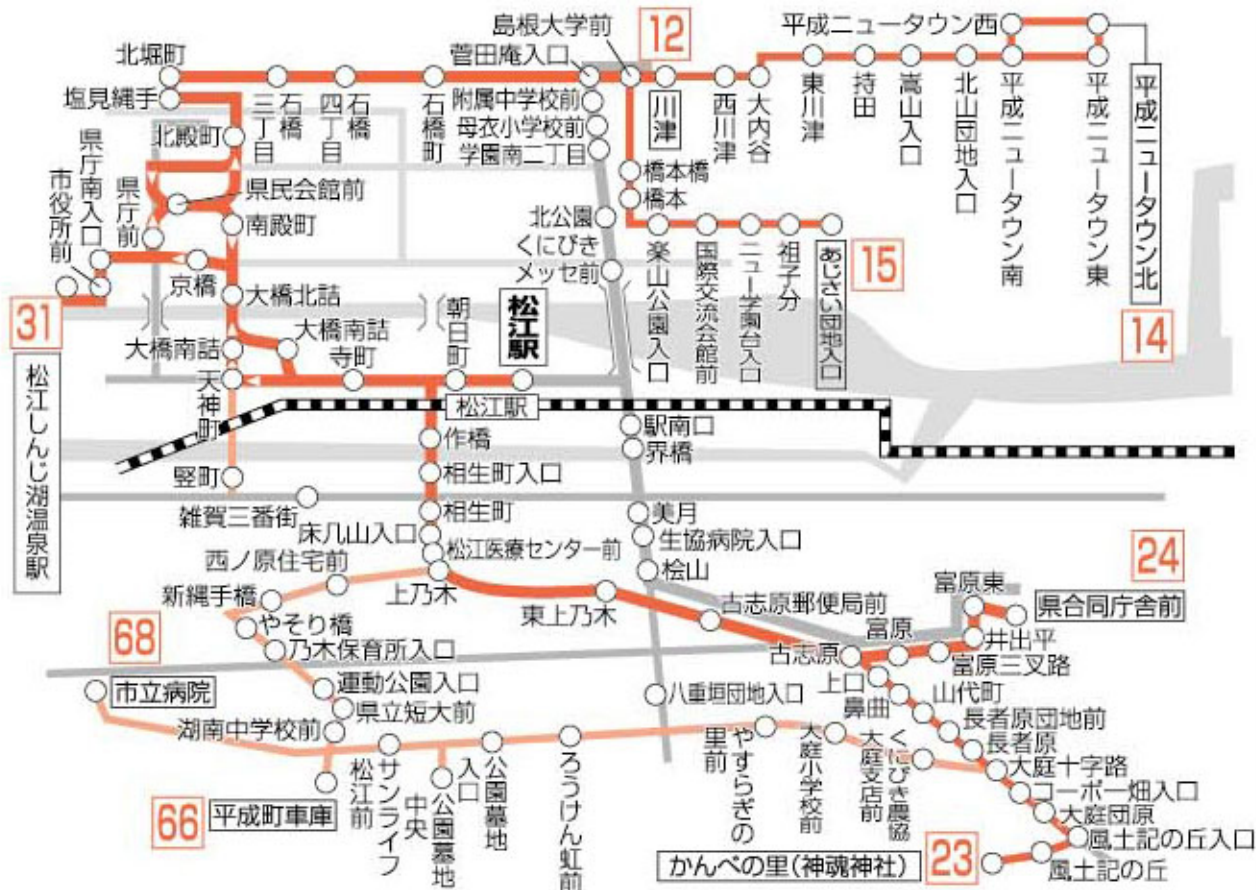 島根大学前
12
平成ニュータウン西
北堀町
菅田庵入口
塩見縄手
石橋三丁目
石橋四丁目
石橋町
附属中学校前
川津
西川津
大内谷
東川津
持田
嵩山入口
北山団地入口
平成ニュータウン南
平成ニュータウン東
平成ニュータウン北
14
北殿町
母衣小学校前
学園南二丁目
橋本橋
橋本
県庁南入口
市役所前
県庁前
県民会館前
南殿町
北公園
くにびき
メッセ前
楽山公園入口
国際交流会館前
ニュー学園台入口
祖子分
あじさい団地入口
15
京橋
大橋北詰
31
松江しんじ湖温泉駅
大橋南詰
大橋南詰
寺町
朝日町
松江駅
天神町
松江駅
駅南口
作橋
界橋
竪町
相生町入口
雑賀三番街
相生町
美月
床几山入口
生協病院入口
松江医療センター前
西ノ原住宅前
桧山
上乃木
新縄手橋
東上乃木
古志原郵便局前
24
富原東
県合同庁舎前
やそり橋
富原
井出平
68
乃木保育所入口
古志原
富原三叉路
市立病院
運動公園入口
八重垣団地入口
上口
山代町
県立短大前
鼻曲
長者原団地前
湖南中学校前
長者原
大庭十字路
66
平成町車庫
サンライフ松江前
公園墓地中央
公園墓地入口
ろうけん虹前
やすらぎの里前
大庭小学校前
くにびき農協大庭支店前
コーポー畑入口
大庭団原
風土記の丘入口
かんべの里(神魂神社)
23
風土記の丘